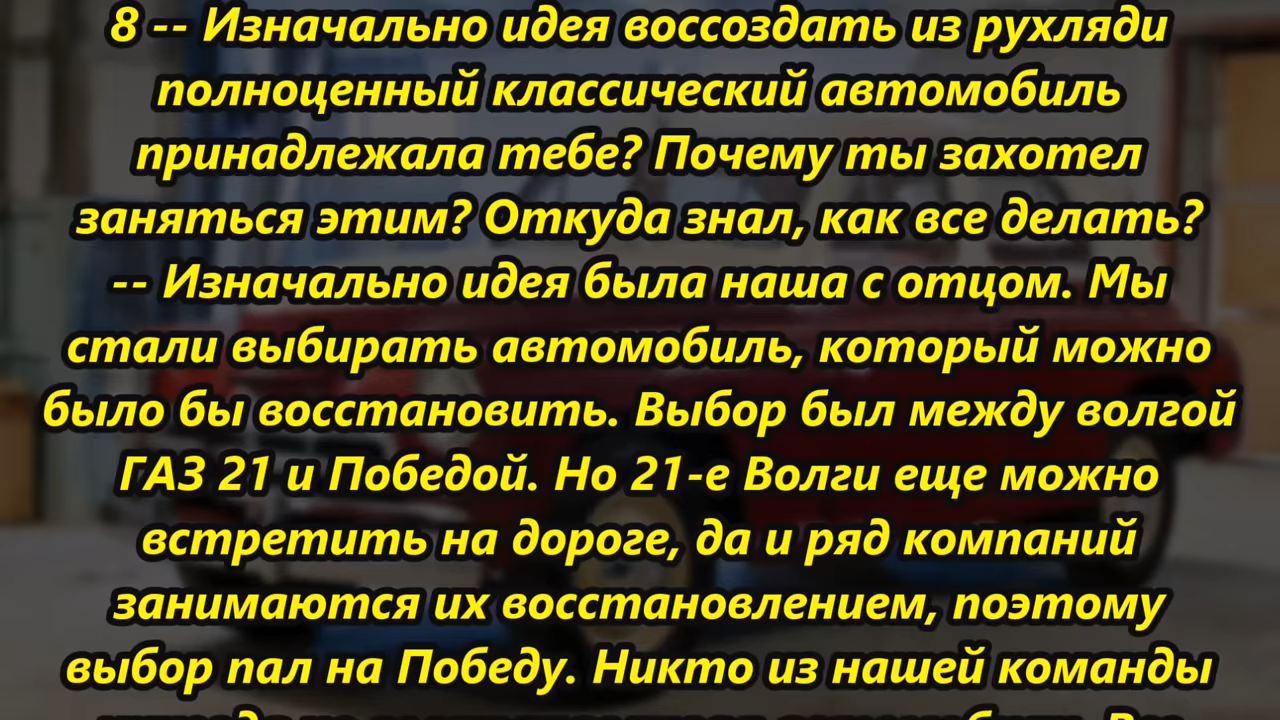 8 -- Изначально идея воссоздать из рухляди
полноценный классический автомобиль
принадлежала тебе? Почему ты захотел
заняться этим? Откуда знал, как все делать?
-- Изначально идея была наша с отцом. Мы
стали выбирать автомобиль, который можно
было бы восстановить. Выбор был между волгой
ГАЗ 21 и Победой. Но 21-е Волги еще можно
встретить на дороге, да и ряд компаний
занимаются их восстановлением, поэтому
выбор пал на Победу. Никто из нашей команды